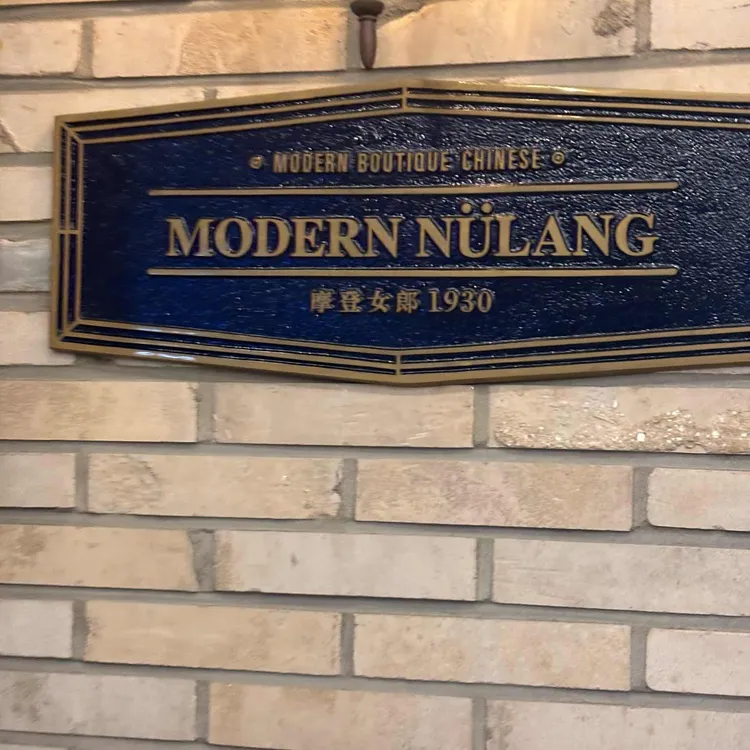 MODERN BOUTIQUE CHINESE
MODERN NÜLANG
摩登女郎 1930